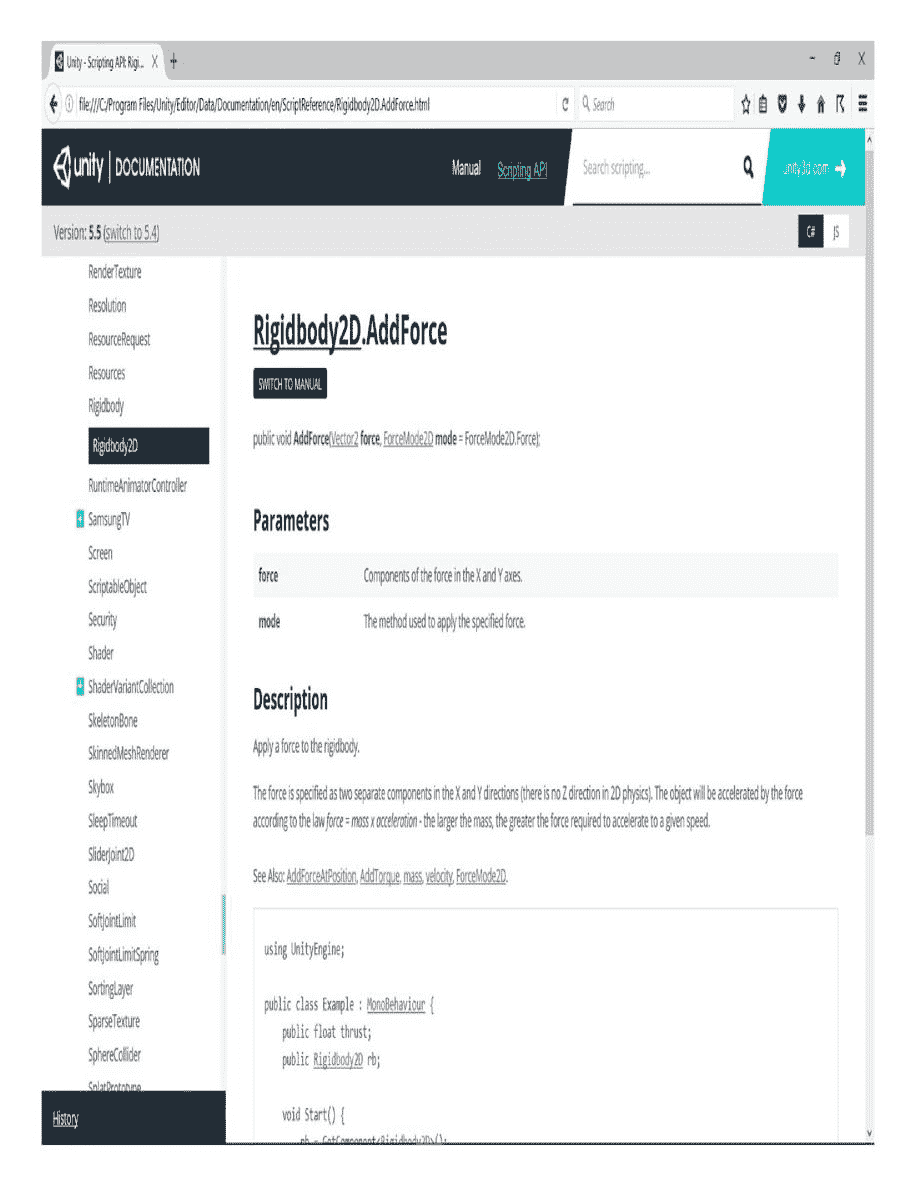 Unity - Scripting API: Rigi... X +
file:///C:/Program Files/Unity/Editor/Data/Documentation/en/ScriptReference/Rigidbody2D.AddForce.html
Search
unity | DOCUMENTATION
Manual Scripting API
Search scripting...
unity3d.com
Version: 5.5 (switch to 5.4)
C# JS
RenderTexture
Resolution
ResourceRequest
Resources
Rigidbody
Rigidbody2D
RuntimeAnimatorController
SamsungTV
Screen
ScriptableObject
Security
Shader
ShaderVariantCollection
SkeletonBone
SkinnedMeshRenderer
Skybox
SleepTimeout
SliderJoint2D
Social
SoftJointLimit
SoftJointLimitSpring
SortingLayer
SparseTexture
SphereCollider
SplatPrototype
History
Rigidbody2D.AddForce
SWITCH TO MANUAL
public void AddForce(Vector2 force, ForceMode2D mode = ForceMode2D.Force);
Parameters
force Components of the force in the X and Y axes.
mode The method used to apply the specified force.
Description
Apply a force to the rigidbody.
The force is specified as two separate components in the X and Y directions (there is no Z direction in 2D physics). The object will be accelerated by the force
according to the law force = mass x acceleration - the larger the mass, the greater the force required to accelerate to a given speed.
See Also: AddForceAtPosition, AddTorque, mass, velocity, ForceMode2D.
using UnityEngine;
public class Example : MonoBehaviour {
public float thrust;
public Rigidbody2D rb;
void Start() {
rb = GetComponent<Rigidbody2D>();